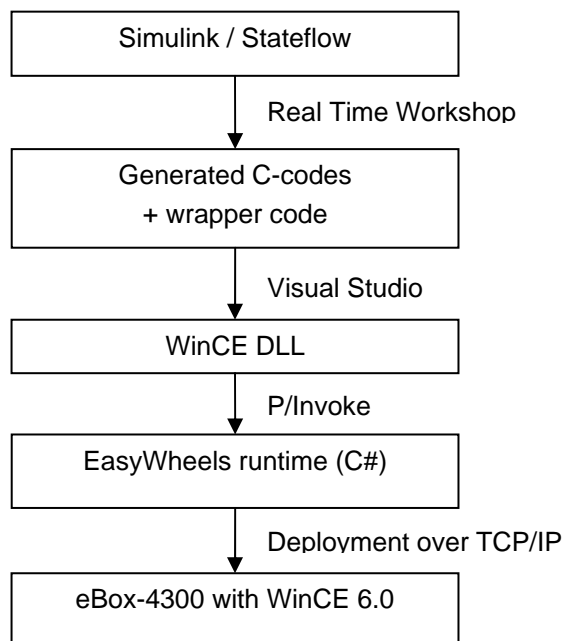 Simulink / Stateflow
Real Time Workshop
Generated C-codes
+ wrapper code
Visual Studio
WinCE DLL
P/Invoke
EasyWheels runtime (C#)
Deployment over TCP/IP
eBox-4300 with WinCE 6.0